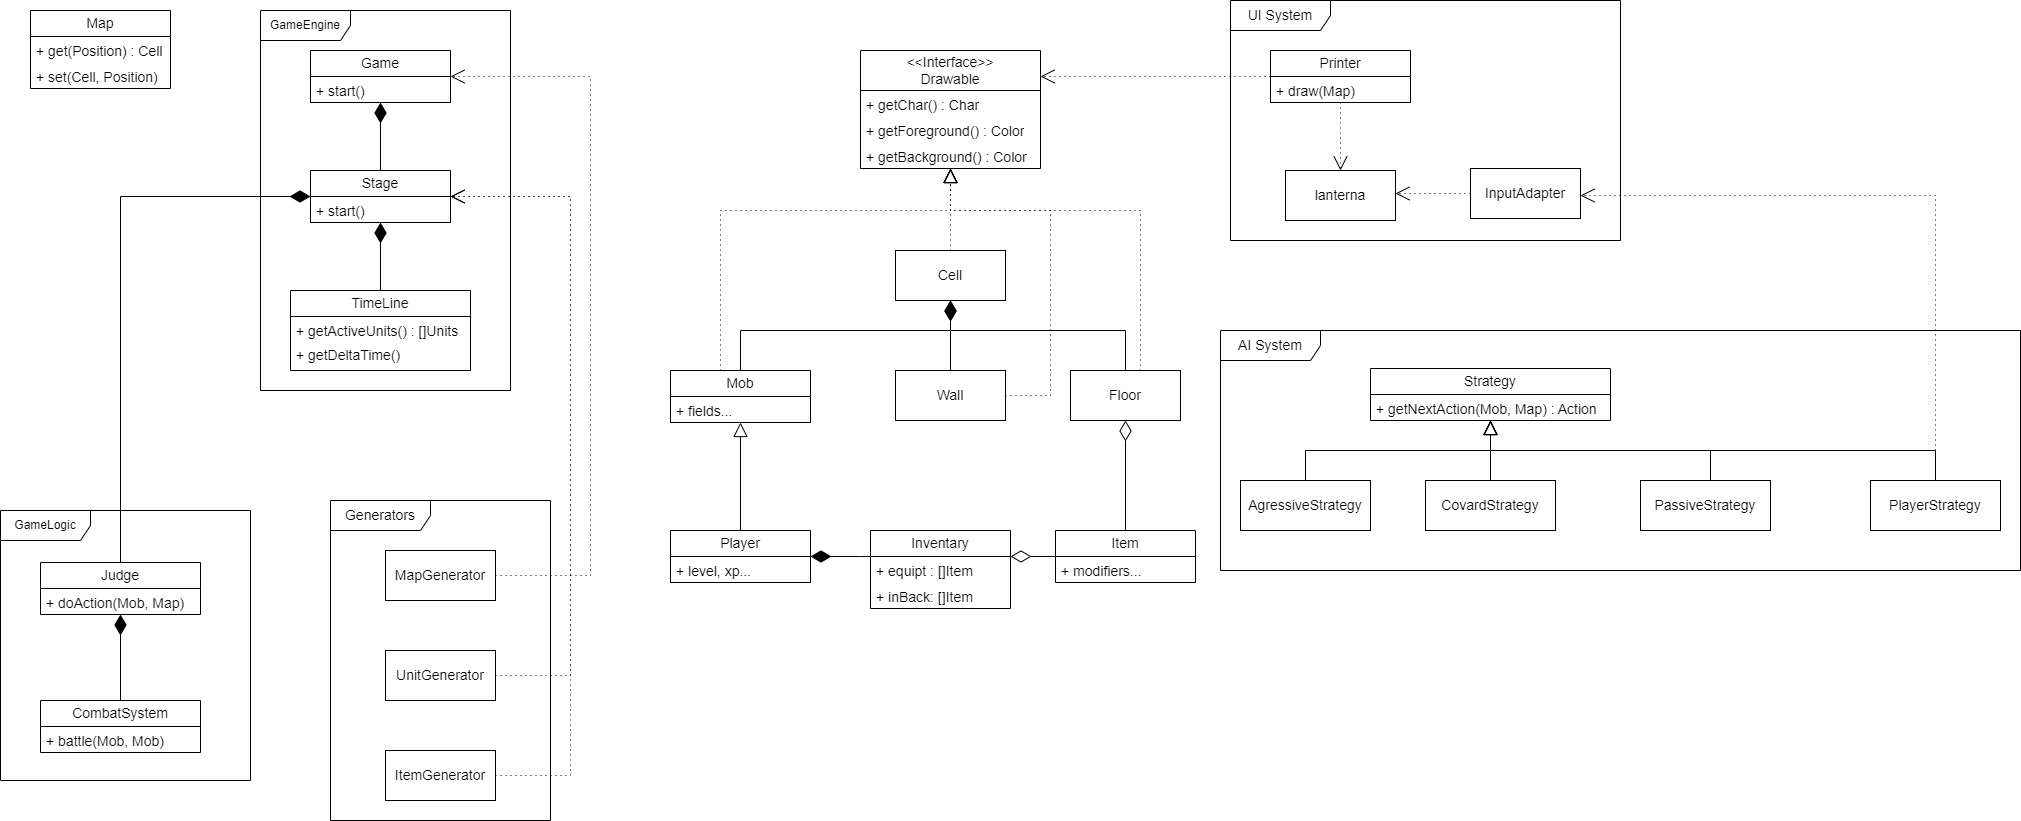 Map
+ get(Position) : Cell
+ set(Cell, Position)
GameEngine
Game
+ start()
Stage
+ start()
TimeLine
+ getActiveUnits() : []Units
+ getDeltaTime()
GameLogic
Judge
+ doAction(Mob, Map)
CombatSystem
+ battle(Mob, Mob)
Generators
MapGenerator
UnitGenerator
ItemGenerator
<<Interface>>
Drawable
+ getChar() : Char
+ getForeground() : Color
+ getBackground() : Color
Cell
Mob
+ fields...
Wall
Floor
Player
+ level, xp...
Inventary
+ equipt : []Item
+ inBack: []Item
Item
+ modifiers...
UI System
Printer
+ draw(Map)
lanterna
InputAdapter
AI System
Strategy
+ getNextAction(Mob, Map) : Action
AgressiveStrategy
CovardStrategy
PassiveStrategy
PlayerStrategy